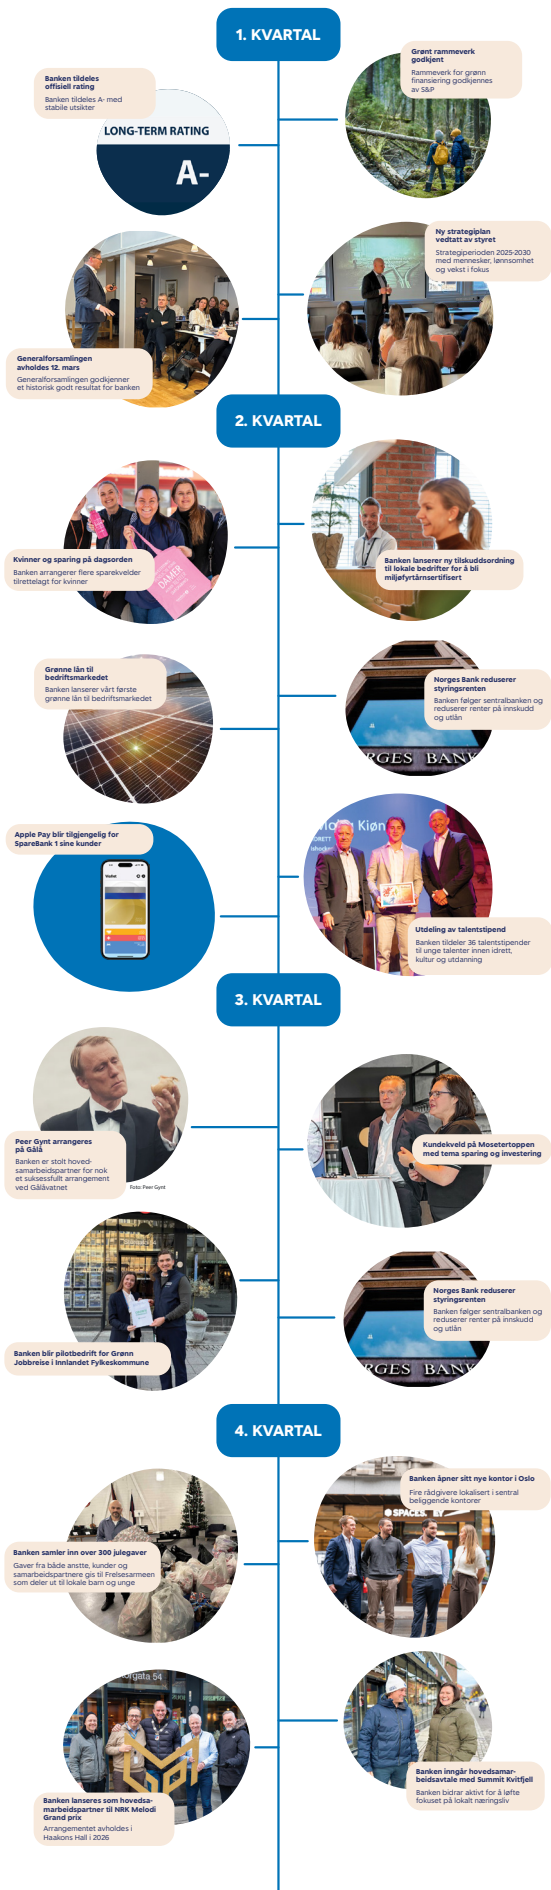 1. KVARTAL
Banken tildeles
offisiell rating
Banken tildeles A- med
stabile utsikter
LONG-TERM RATING
A-
Grønt rammeverk
godkjent
Rammeverk for grønn
finansiering godkjennes
av S&P
Ny strategiplan
vedtatt av styret
Strategiperioden 2025-2030
med mennesker, lønnsomhet
og vekst i fokus
Generalforsamlingen
avholdes 12. mars
Generalforsamlingen godkjenner
et historisk godt resultat for banken
2. KVARTAL
Kvinner og sparing på dagsorden
Banken arrangerer flere sparekvelder
tilrettelagt for kvinner
DAMER
Banken lanserer ny tilskuddsordning
til lokale bedrifter for å bli
miljøfyrtårnsertifisert
Grønne lån til
bedriftsmarkedet
Banken lanserer vårt første
grønne lån til bedriftsmarkedet
Norges Bank reduserer
styringsrenten
Banken følger sentralbanken og
reduserer renter på innskudd
og utlån
RGES BANK
Apple Pay blir tilgjengelig for
SpareBank 1 sine kunder
Wallet
Kiøn
Utdeling av talentstipend
Banken tildeler 36 talentstipender
til unge talenter innen idrett,
kultur og utdanning
3. KVARTAL
Peer Gynt arrangeres
på Gålå
Banken er stolt hoved-
samarbeidspartner for nok
et suksessfullt arrangement
ved Gålåvatnet
Foto: Peer Gynt
Kundekveld på Mosetertoppen
med tema sparing og investering
Banken blir pilotbedrift for Grønn
Jobbreise i Innlandet Fylkeskommune
Norges Bank reduserer
styringsrenten
Banken følger sentralbanken og
reduserer renter på innskudd
og utlån
RGES BANK
4. KVARTAL
Banken åpner sitt nye kontor i Oslo
Fire rådgivere lokalisert i sentral
beliggende kontorer
SPACES
Banken samler inn over 300 julegaver
Gaver fra både anstte, kunder og
samarbeidspartnere gis til Frelsesarmeen
som deler ut til lokale barn og unge
orgata 54
Banken lanseres som hovedsa-
marbeidspartner til NRK Melodi
Grand prix
Arrangementet avholdes i
Haakons Hall i 2026
Banken inngår hovedsamar-
beidsavtale med Summit Kvitfjell
Banken bidrar aktivt for å løfte
fokuset på lokalt næringsliv